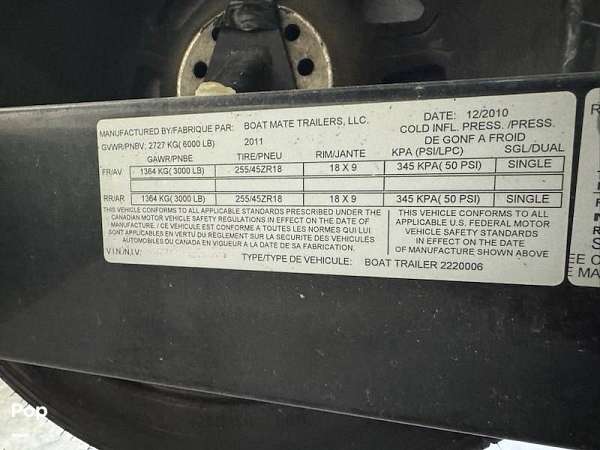 MANUFACTURED BY/FABRIQUE PAR: BOAT MATE TRAILERS, LLC. DATE: 12/2010
GVWR/PNBV: 2727 KG (6000 LB) 2011 COLD INFL. PRESS. /PRESS.
DE GONF A FROID
GAWR/PNBE TIRE/PNEU RIM/JANTE KPA (PSI/LPC) SGL/DUAL
FR/AV 1364 KG( 3000 LB) 255/45ZR18 18 X 9 345 KPA( 50 PSI) SINGLE
RR/AR 1364 KG( 3000 LB) 255/45ZR18 18 X 9 345 KPA( 50 PSI) SINGLE
THIS VEHICLE CONFORMS TO ALL APPLICABLE STANDARDS PRESCRIBED UNDER THE
CANADIAN MOTOR VEHICLE SAFETY REGULATIONS IN EFFECT ON THE DATE OF
MANUFACTURE. / CE VÉHICULE EST CONFORME A TOUTES LES NORMES QUI LUI
SONT APPLICABLES EN VERTU DU RÈGLEMENT SUR LA SÉCURITÉ DES VÉHICULES
AUTOMOBILES DU CANADA EN VIGUEUR A LA DATE DE SA FABRICATION.
THIS VEHICLE CONFORMS TO ALL
APPLICABLE U.S. FEDERAL MOTOR
VEHICLE SAFETY STANDARDS
IN EFFECT ON THE DATE
OF MANUFACTURE SHOWN ABOVE
V.I.N./N.I.V: TYPE/TYPE DE VÉHICULE: BOAT TRAILER 2220006
SEE
Pop